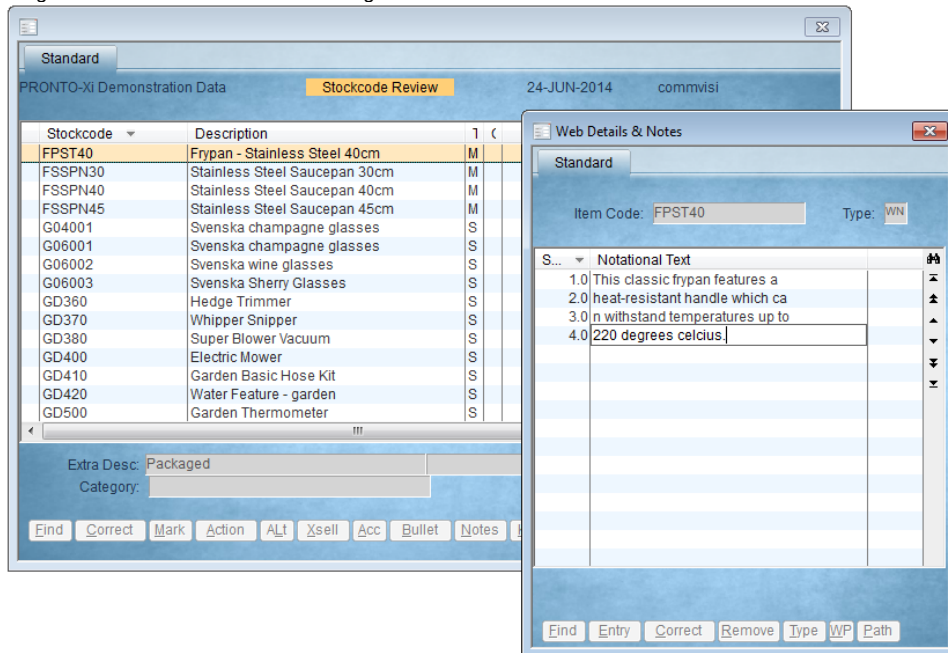 Standard
PRONTO-Xi Demonstration Data Stockcode Review 24-JUN-2014 commvisi
Stockcode Description
FPST40 Frypan - Stainless Steel 40cm M
FSSPN30 Stainless Steel Saucepan 30cm M
FSSPN40 Stainless Steel Saucepan 40cm M
FSSPN45 Stainless Steel Saucepan 45cm M
G04001 Svenska champagne glasses S
G06001 Svenska champagne glasses S
G06002 Svenska wine glasses S
G06003 Svenska Sherry Glasses S
GD360 Hedge Trimmer S
GD370 Whipper Snipper S
GD380 Super Blower Vacuum S
GD400 Electric Mower S
GD410 Garden Basic Hose Kit S
GD420 Water Feature - garden S
GD500 Garden Thermometer S
Extra Desc: Packaged
Category:
Find Correct Mark Action ALt Xsell Acc Bullet Notes
Web Details & Notes
Standard
Item Code: FPST40 Type: WN
S... Notational Text
1.0 This classic frypan features a
2.0 heat-resistant handle which ca
3.0 n withstand temperatures up to
4.0 220 degrees celcius.
Find Entry Correct Remove Type WP Path